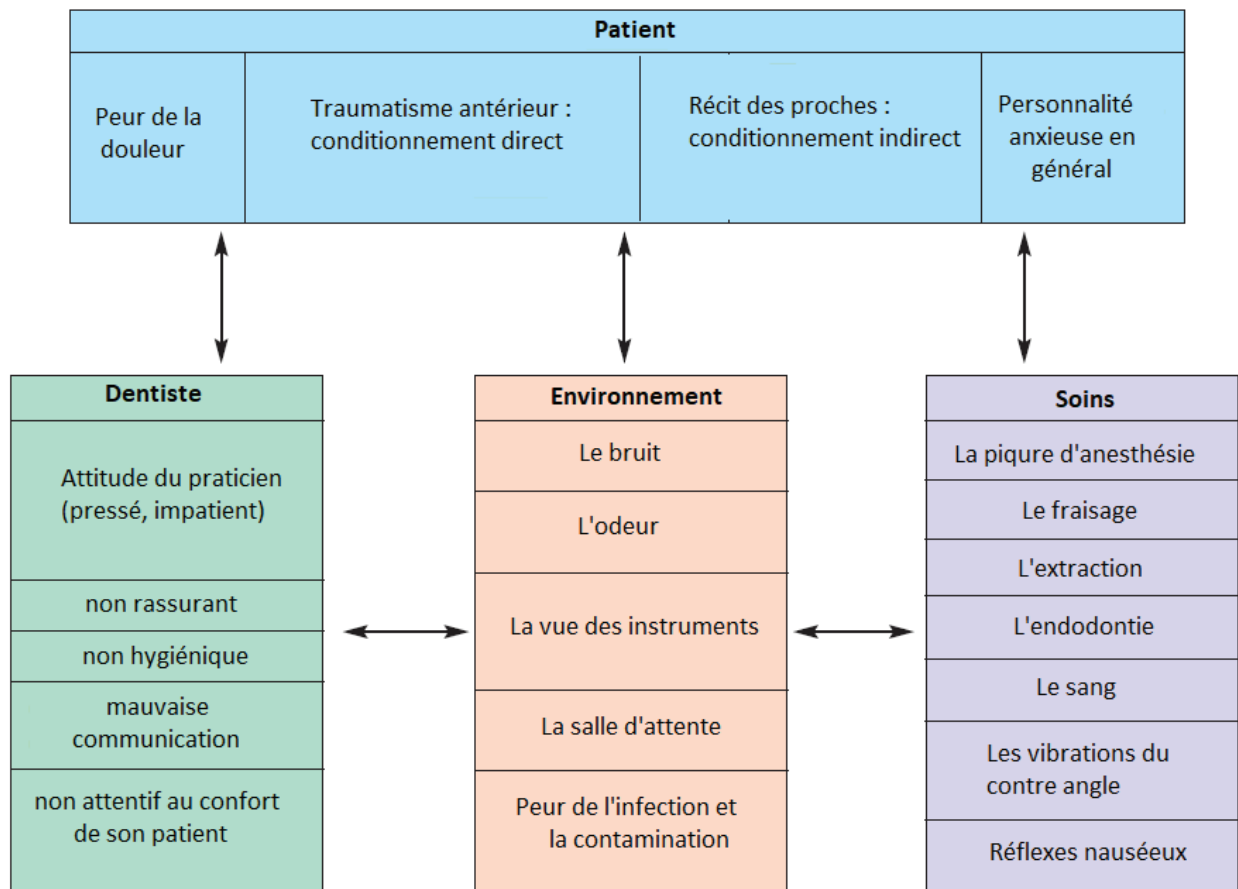 Patient
Peur de la
douleur
Traumatisme antérieur :
conditionnement direct
Récit des proches :
conditionnement indirect
Personnalité
anxieuse en
général
Dentiste
Attitude du praticien
(pressé, impatient)
non rassurant
non hygiénique
mauvaise
communication
non attentif au confort
de son patient
Environnement
Le bruit
L'odeur
La vue des instruments
La salle d'attente
Peur de l'infection et
la contamination
Soins
La piqure d'anesthésie
Le fraisage
L'extraction
L'endodontie
Le sang
Les vibrations du
contre angle
Réflexes nauséeux